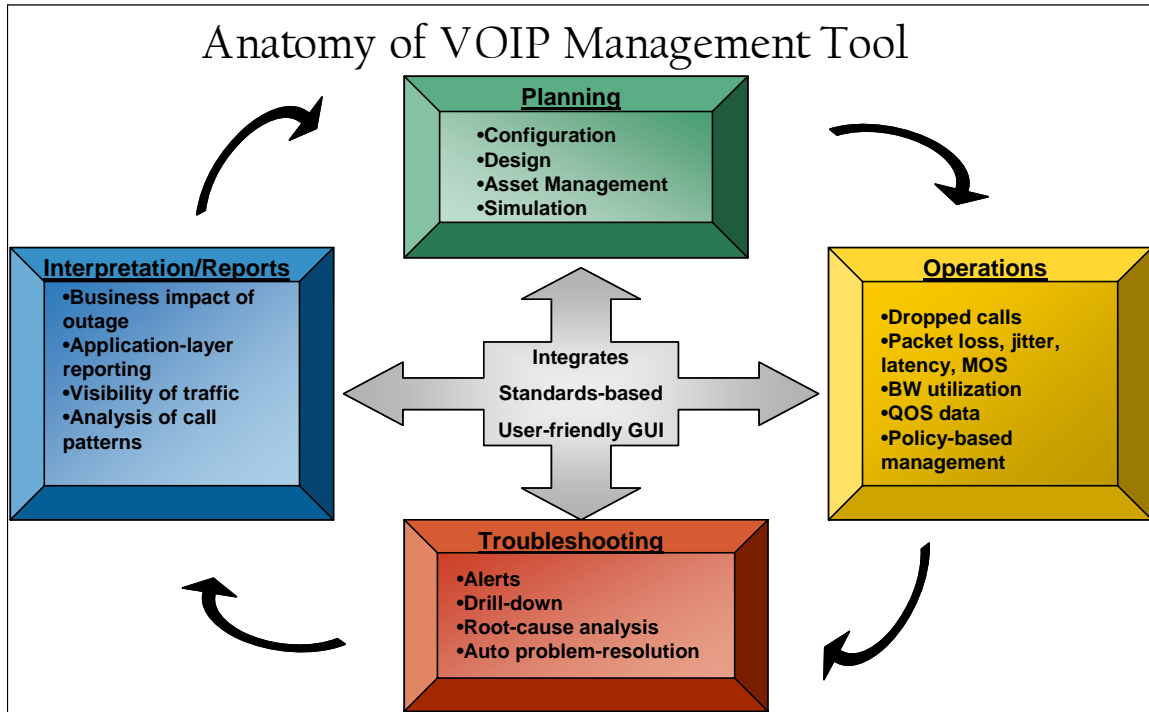 Anatomy of VOIP Management Tool
Planning
•Configuration
•Design
•Asset Management
•Simulation
Interpretation/Reports
•Business impact of
outage
•Application-layer
reporting
•Visibility of traffic
•Analysis of call
patterns
Integrates
Standards-based
User-friendly GUI
Operations
•Dropped calls
•Packet loss, jitter,
latency, MOS
•BW utilization
•QOS data
•Policy-based
management
Troubleshooting
•Alerts
•Drill-down
•Root-cause analysis
•Auto problem-resolution